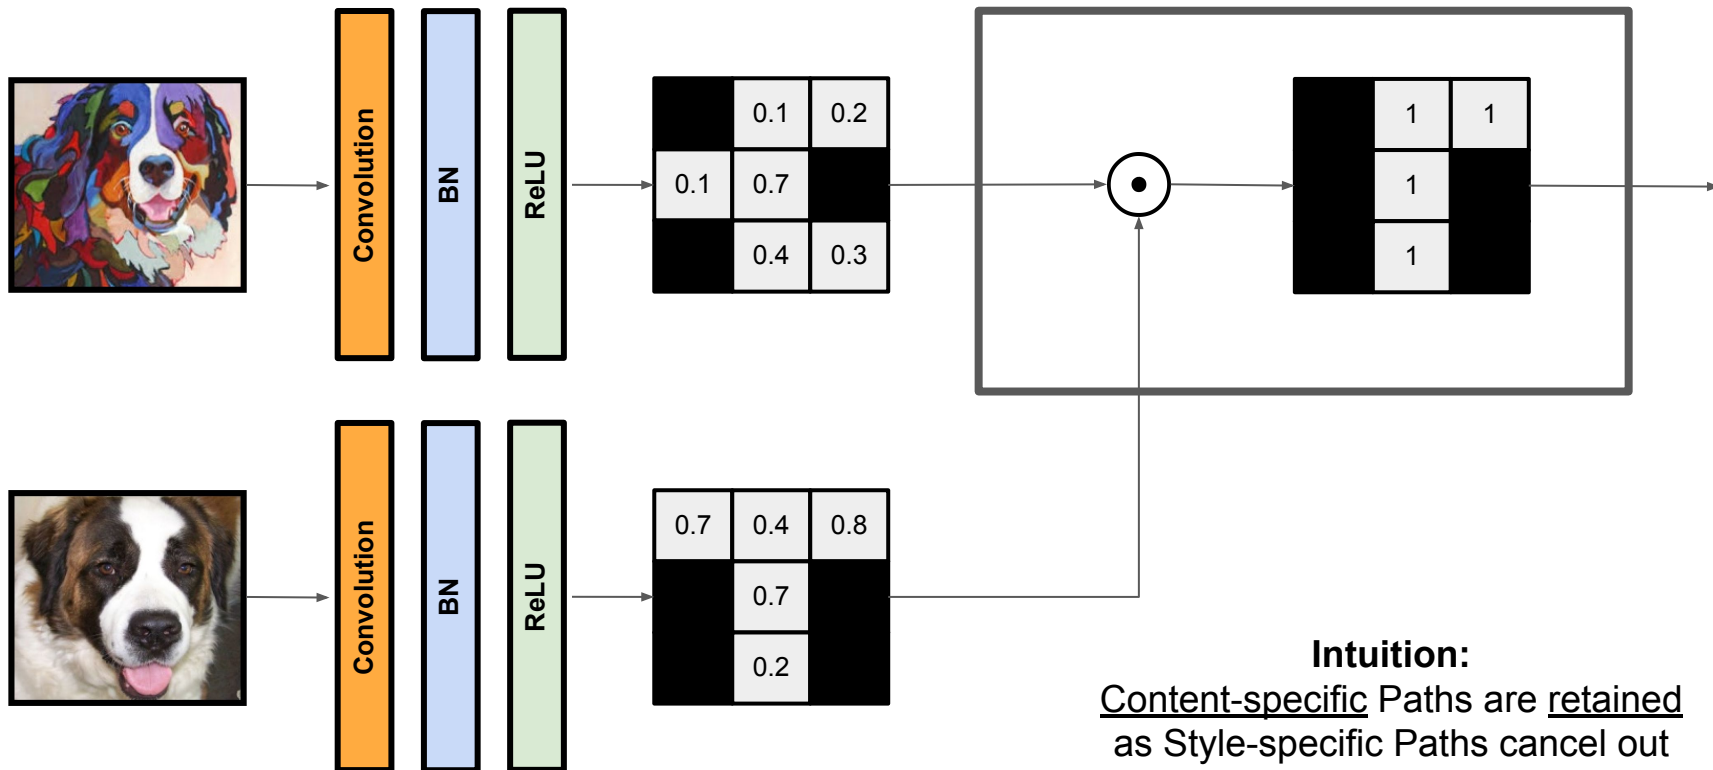 Convolution
BN
ReLU
0.1 0.2
0.1 0.7
0.4 0.3
1 1
1
1
Convolution
BN
ReLU
0.7 0.4 0.8
0.7
0.2
Intuition:
Content-specific Paths are retained
as Style-specific Paths cancel out